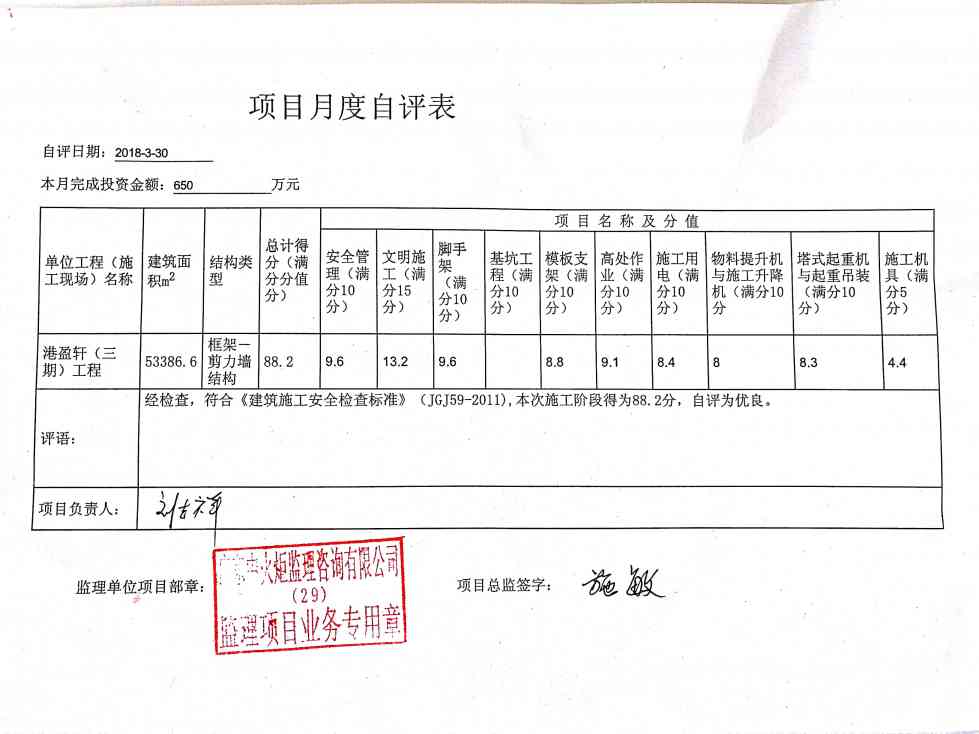 项目月度自评表
自评日期：2018-3-30
本月完成投资金额：650 万元
项目名称及分值
单位工程（施
工现场）名称
建筑面
积m²
结构类
型
总计得
分（满
分分值
分）
安全管
理（满
分10
分）
文明施
工（满
分15
分）
脚手
架
（满
分10
分）
基坑工
程（满
分10
分）
模板支
架（满
分10
分）
高处作
业（满
分10
分）
施工用
电（满
分10
分）
物料提升机
与施工升降
机（满分10
分
塔式起重机
与起重吊装
（满分10
分）
施工机
具（满
分5
分）
港盈轩（三
期）工程
53386.6
框架－
剪力墙
结构
88.2
9.6
13.2
9.6
8.8
9.1
8.4
8
8.3
4.4
评语：
经检查，符合《建筑施工安全检查标准》（JGJ59-2011),本次施工阶段得为88.2分，自评为优良。
项目负责人：
监理单位项目部章：
火炬监理咨询有限公司
（29）
监理项目业务专用章
项目总监签字：施敏